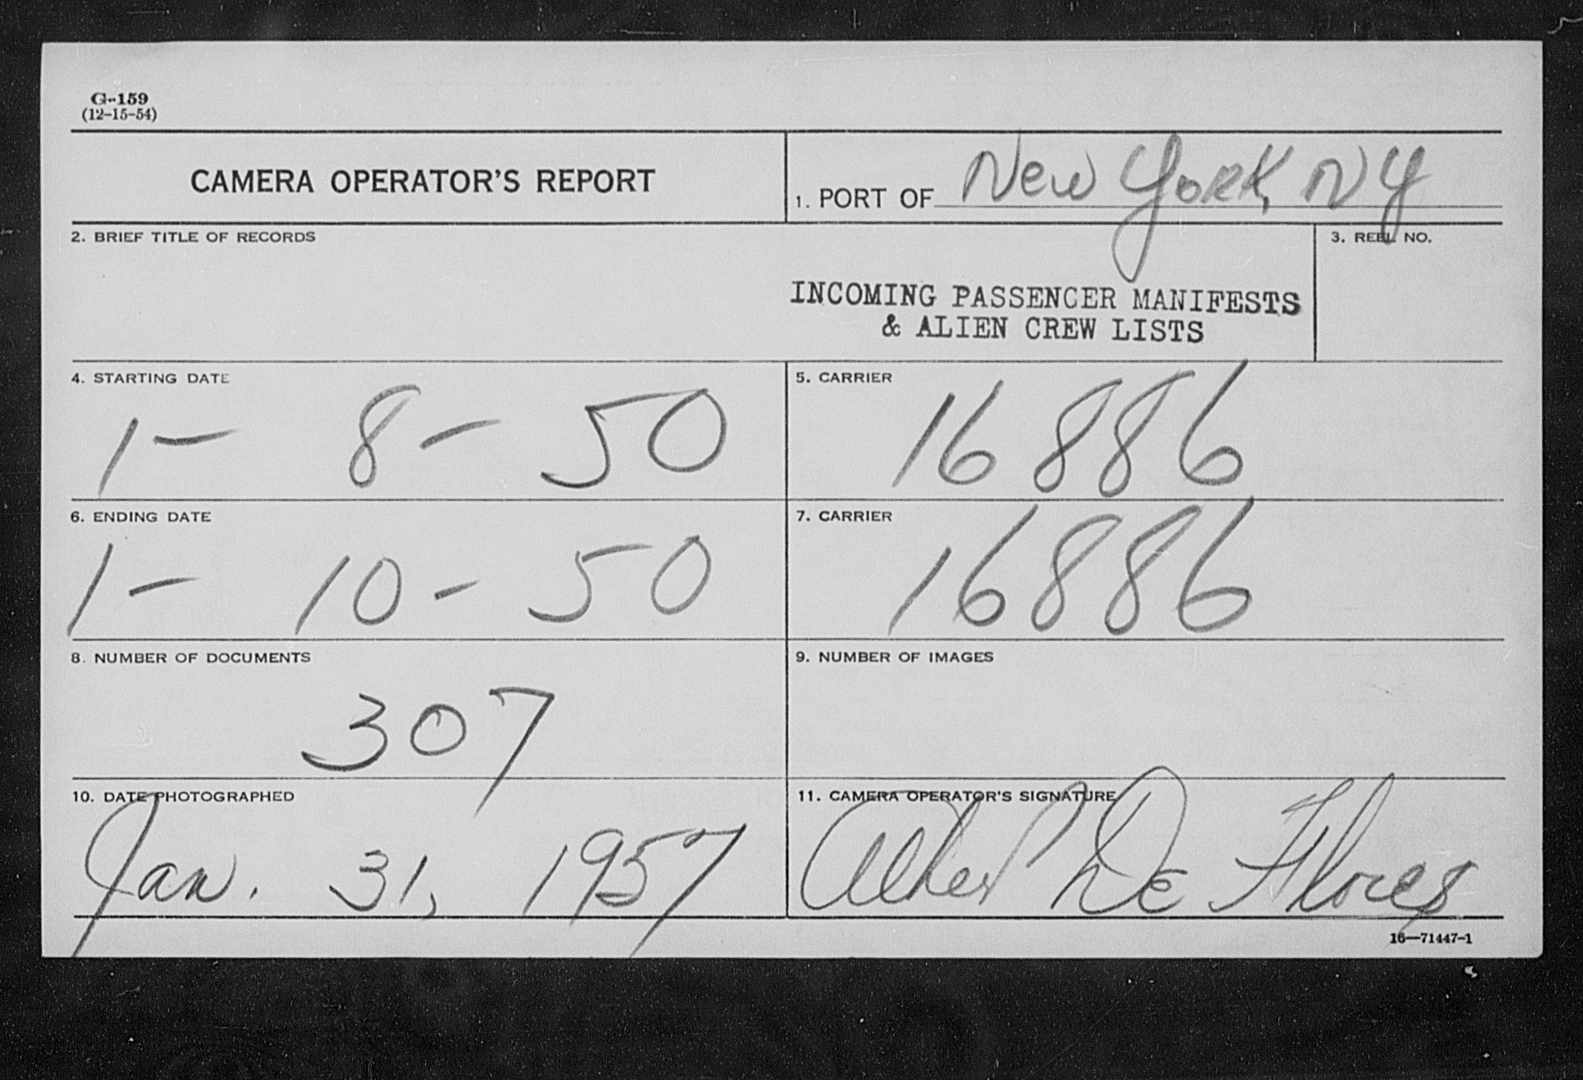 G-159
(12-15-54)
CAMERA OPERATOR'S REPORT
1. PORT OF New York, NY
2. BRIEF TITLE OF RECORDS
INCOMING PASSENGER MANIFESTS
& ALIEN CREW LISTS
3. REEL NO.
4. STARTING DATE
1- 8-50
5. CARRIER
16886
6. ENDING DATE
1- 10-50
7. CARRIER
16886
8. NUMBER OF DOCUMENTS
307
9. NUMBER OF IMAGES
10. DATE PHOTOGRAPHED
Jan. 31, 1957
11. CAMERA OPERATOR'S SIGNATURE
Albert De Flores
16—71447-1